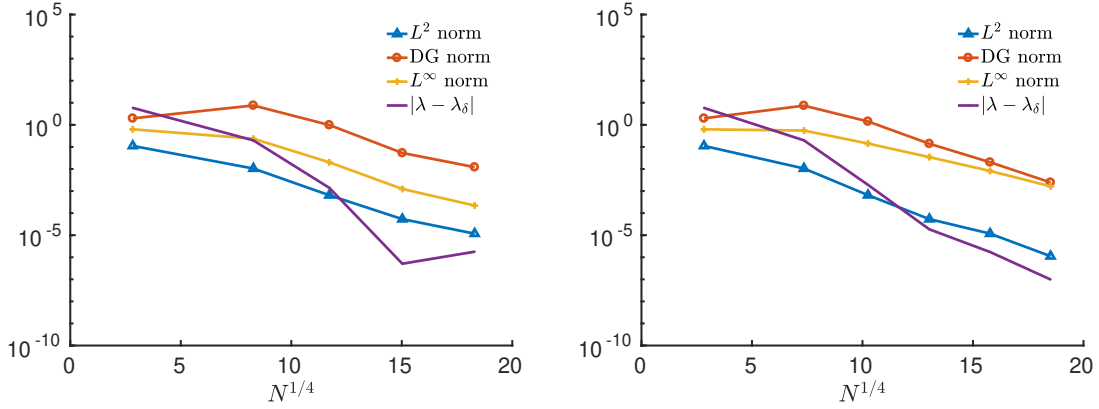 10^5
10^0
10^-5
10^-10
0 5 10 15 20
N^{1/4}
L^2 norm
DG norm
L^∞ norm
|λ − λ_δ|
10^5
10^0
10^-5
10^-10
0 5 10 15 20
N^{1/4}
L^2 norm
DG norm
L^∞ norm
|λ − λ_δ|